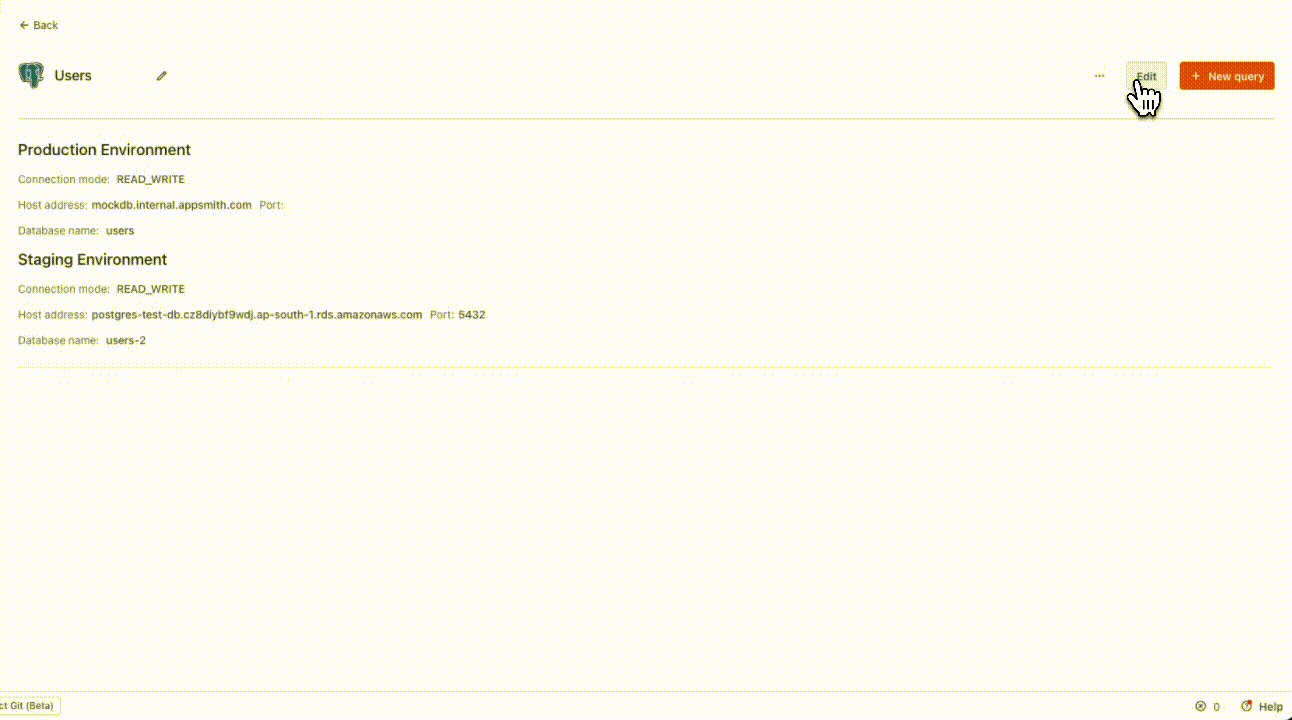 Back
Users
Edit
New query
Production Environment
Connection mode: READ_WRITE
Host address: mockdb.internal.appsmith.com Port:
Database name: users
Staging Environment
Connection mode: READ_WRITE
Host address: postgres-test-db.cz8diybf9wdj.ap-south-1.rds.amazonaws.com Port: 5432
Database name: users-2
ct Git (Beta)
0
Help